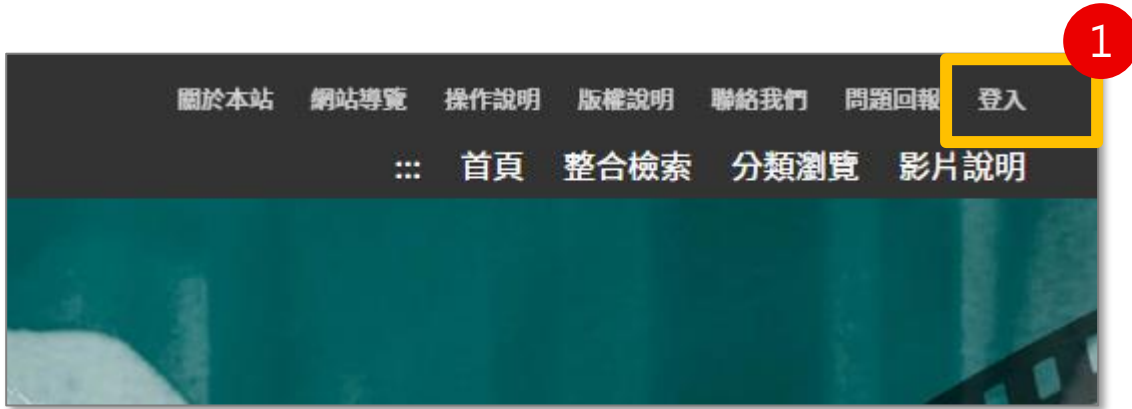 1
關於本站 網站導覽 操作說明 版權說明 聯絡我們 問題回報 登入
::: 首頁 整合檢索 分類瀏覽 影片說明